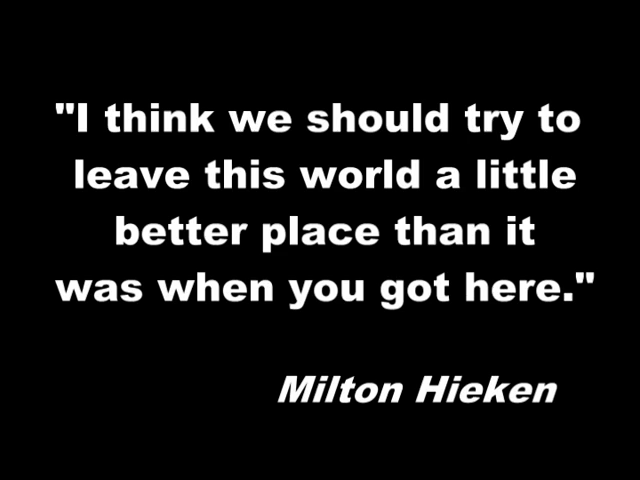 "I think we should try to
leave this world a little
better place than it
was when you got here."
Milton Hieken